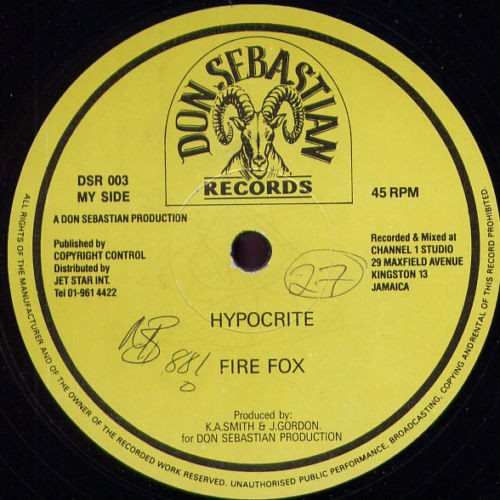 DON SEBASTIAN
RECORDS
DSR 003
MY SIDE
45 RPM
A DON SEBASTIAN PRODUCTION
Published by
COPYRIGHT CONTROL
Distributed by
JET STAR INT.
Tel 01-961 4422
Recorded & Mixed at
CHANNEL 1 STUDIO
29 MAXFIELD AVENUE
KINGSTON 13
JAMAICA
27
HYPOCRITE
881
FIRE FOX
Produced by:
K.A.SMITH & J.GORDON.
for DON SEBASTIAN PRODUCTION
ALL RIGHTS OF THE MANUFACTURER AND OF THE OWNER OF THE RECORDED WORK RESERVED. UNAUTHORISED PUBLIC PERFORMANCE, BROADCASTING, COPYING AND RENTAL OF THIS RECORD PROHIBITED.